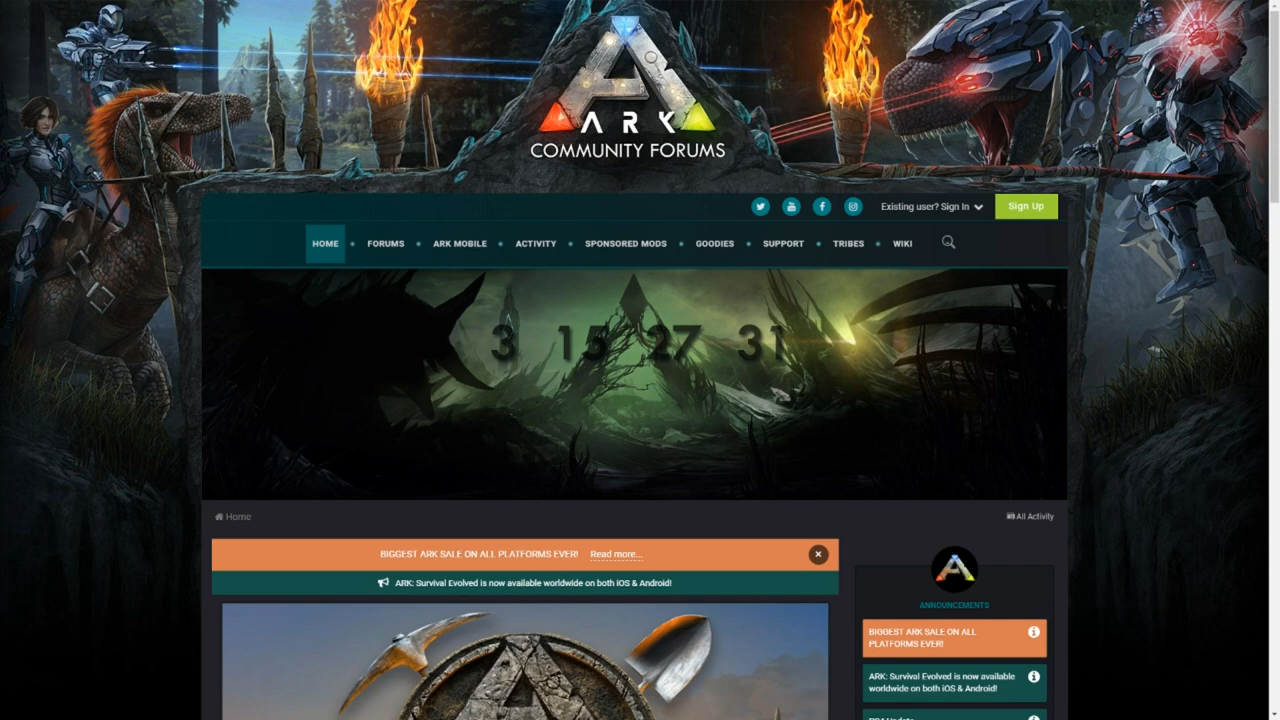 ARK
COMMUNITY FORUMS
Existing user? Sign In
Sign Up
HOME
FORUMS
ARK MOBILE
ACTIVITY
SPONSORED MODS
GOODIES
SUPPORT
TRIBES
WIKI
3 15 27 31
Home
All Activity
BIGGEST ARK SALE ON ALL PLATFORMS EVER! Read more...
ARK: Survival Evolved is now available worldwide on both iOS & Android!
ANNOUNCEMENTS
BIGGEST ARK SALE ON ALL
PLATFORMS EVER!
ARK: Survival Evolved is now available
worldwide on both iOS & Android!